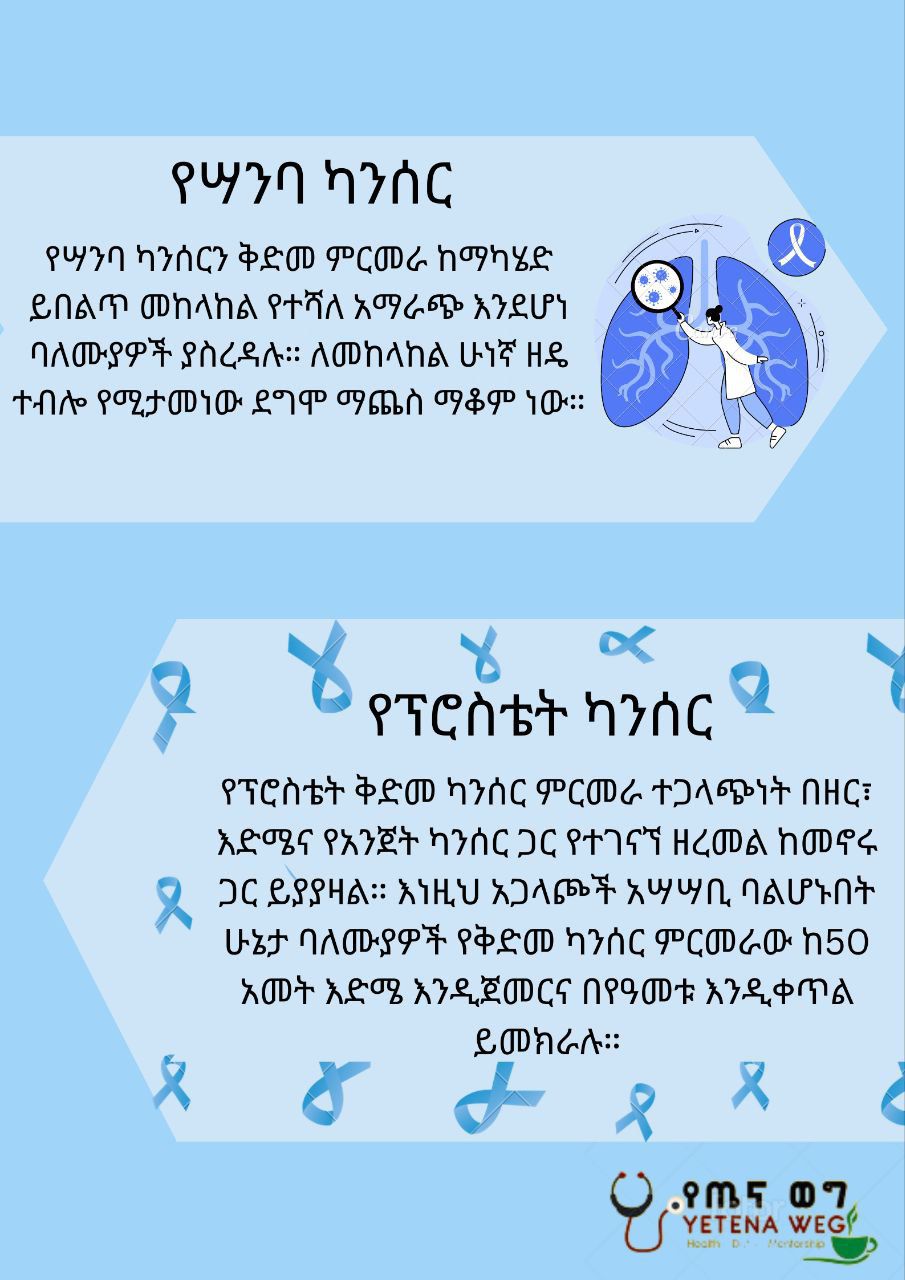 የሣንባ ካንሰር
የሣንባ ካንሰርን ቅድመ ምርመራ ከማካሄድ
ይበልጥ መከላከል የተሻለ አማራጭ እንደሆነ
ባለሙያዎች ያስረዳሉ። ለመከላከል ሁነኛ ዘዴ
ተብሎ የሚታመነው ደግሞ ማጨስ ማቆም ነው።
የፕሮስቴት ካንሰር
የፕሮስቴት ቅድመ ካንሰር ምርመራ ተጋላጭነት በዘር፣
እድሜና የአንጀት ካንሰር ጋር የተገናኘ ዘረመል ከመኖሩ
ጋር ይያያዛል። እነዚህ አጋላጮች አሣሣቢ ባልሆኑበት
ሁኔታ ባለሙያዎች የቅድመ ካንሰር ምርመራው ከ50
አመት እድሜ እንዲጀመርና በየዓመቱ እንዲቀጥል
ይመክራሉ።
የጤና ወግ
YETENA WEG
Health Mentorship